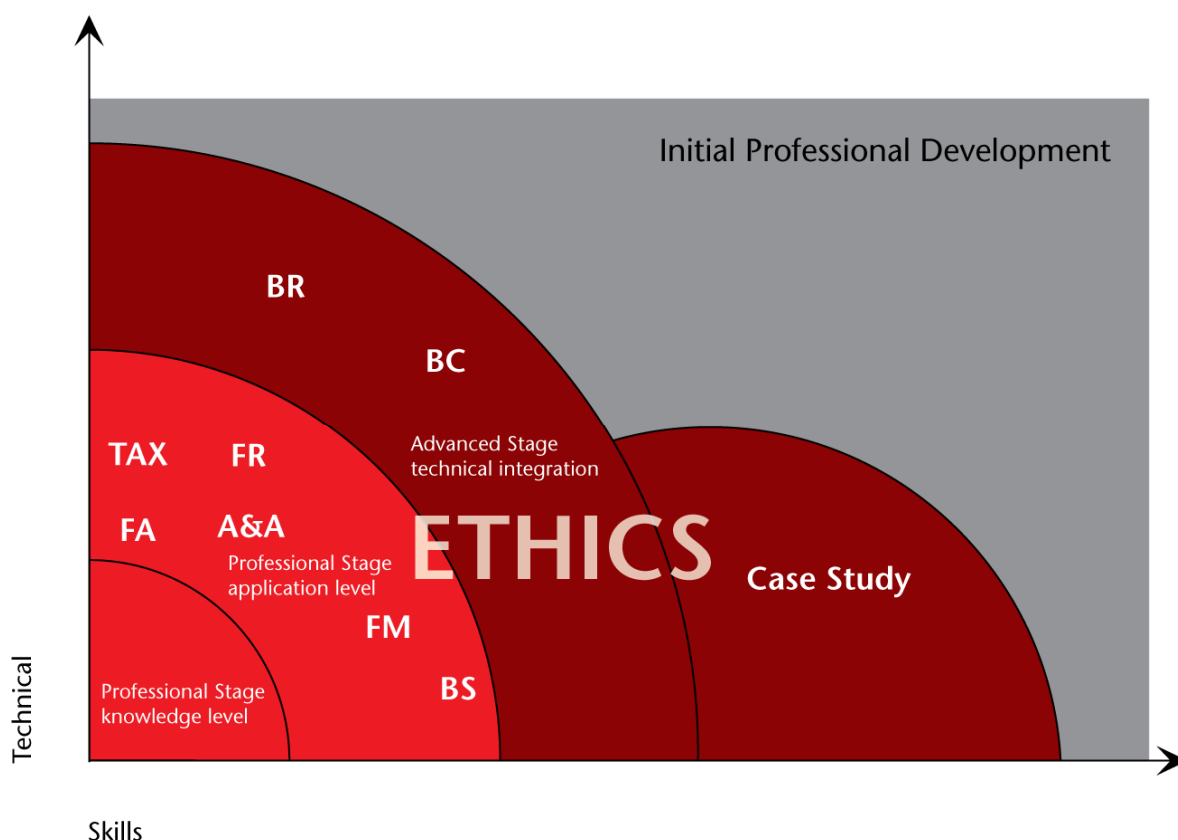 Initial Professional Development
BR
BC
Advanced Stage
technical integration
TAX
FR
FA
A&A
ETHICS
Professional Stage
application level
Case Study
FM
BS
Professional Stage
knowledge level
Technical
Skills